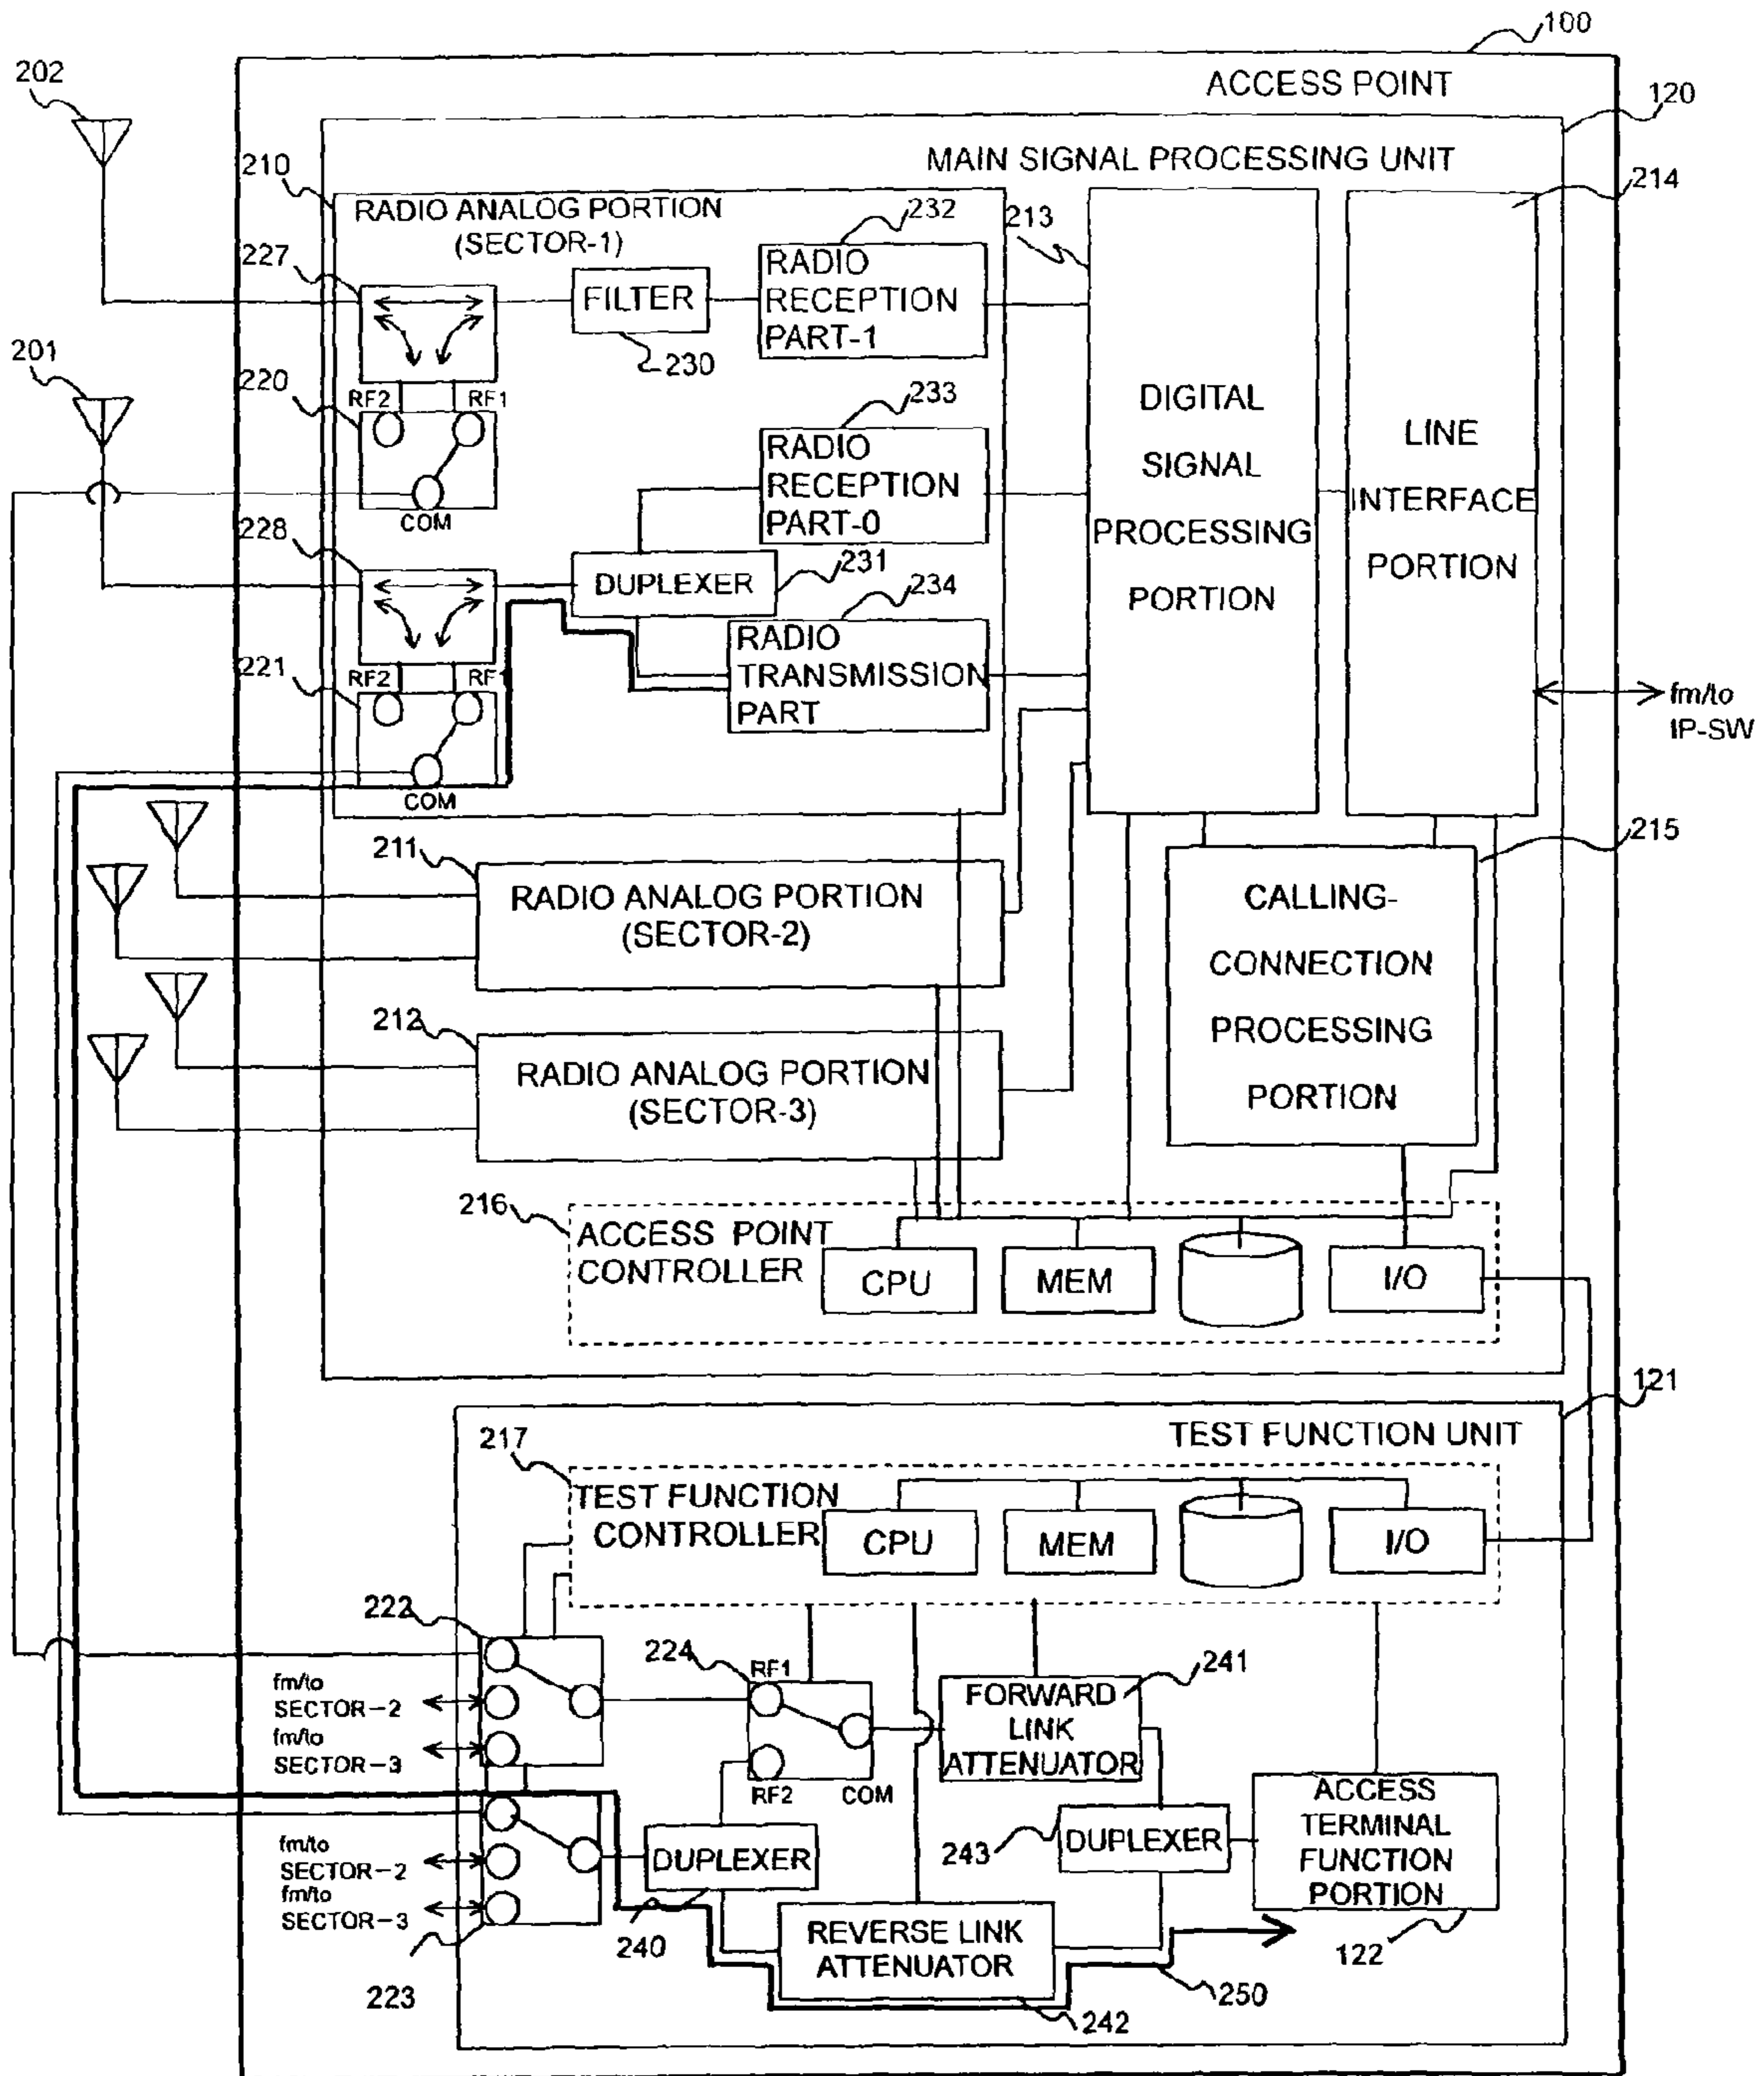 100
ACCESS POINT
202
120
MAIN SIGNAL PROCESSING UNIT
210
214
RADIO ANALOG PORTION
(SECTOR-1)
232
213
227
FILTER
230
RADIO
RECEPTION
PART-1
201
220
RF2
RF1
COM
233
RADIO
RECEPTION
PART-0
DIGITAL
SIGNAL
PROCESSING
PORTION
LINE
INTERFACE
PORTION
228
DUPLEXER
231
234
RADIO
TRANSMISSION
PART
221
RF2
RF1
COM
fm/to
IP-SW
211
RADIO ANALOG PORTION
(SECTOR-2)
215
CALLING-
CONNECTION
PROCESSING
PORTION
212
RADIO ANALOG PORTION
(SECTOR-3)
216
ACCESS POINT
CONTROLLER
CPU
MEM
I/O
121
TEST FUNCTION UNIT
217
TEST FUNCTION
CONTROLLER
CPU
MEM
I/O
222
fm/to
SECTOR-2
fm/to
SECTOR-3
224
RF1
RF2
COM
241
FORWARD
LINK
ATTENUATOR
fm/to
SECTOR-2
fm/to
SECTOR-3
223
DUPLEXER
240
243
DUPLEXER
ACCESS
TERMINAL
FUNCTION
PORTION
122
REVERSE LINK
ATTENUATOR
242
250